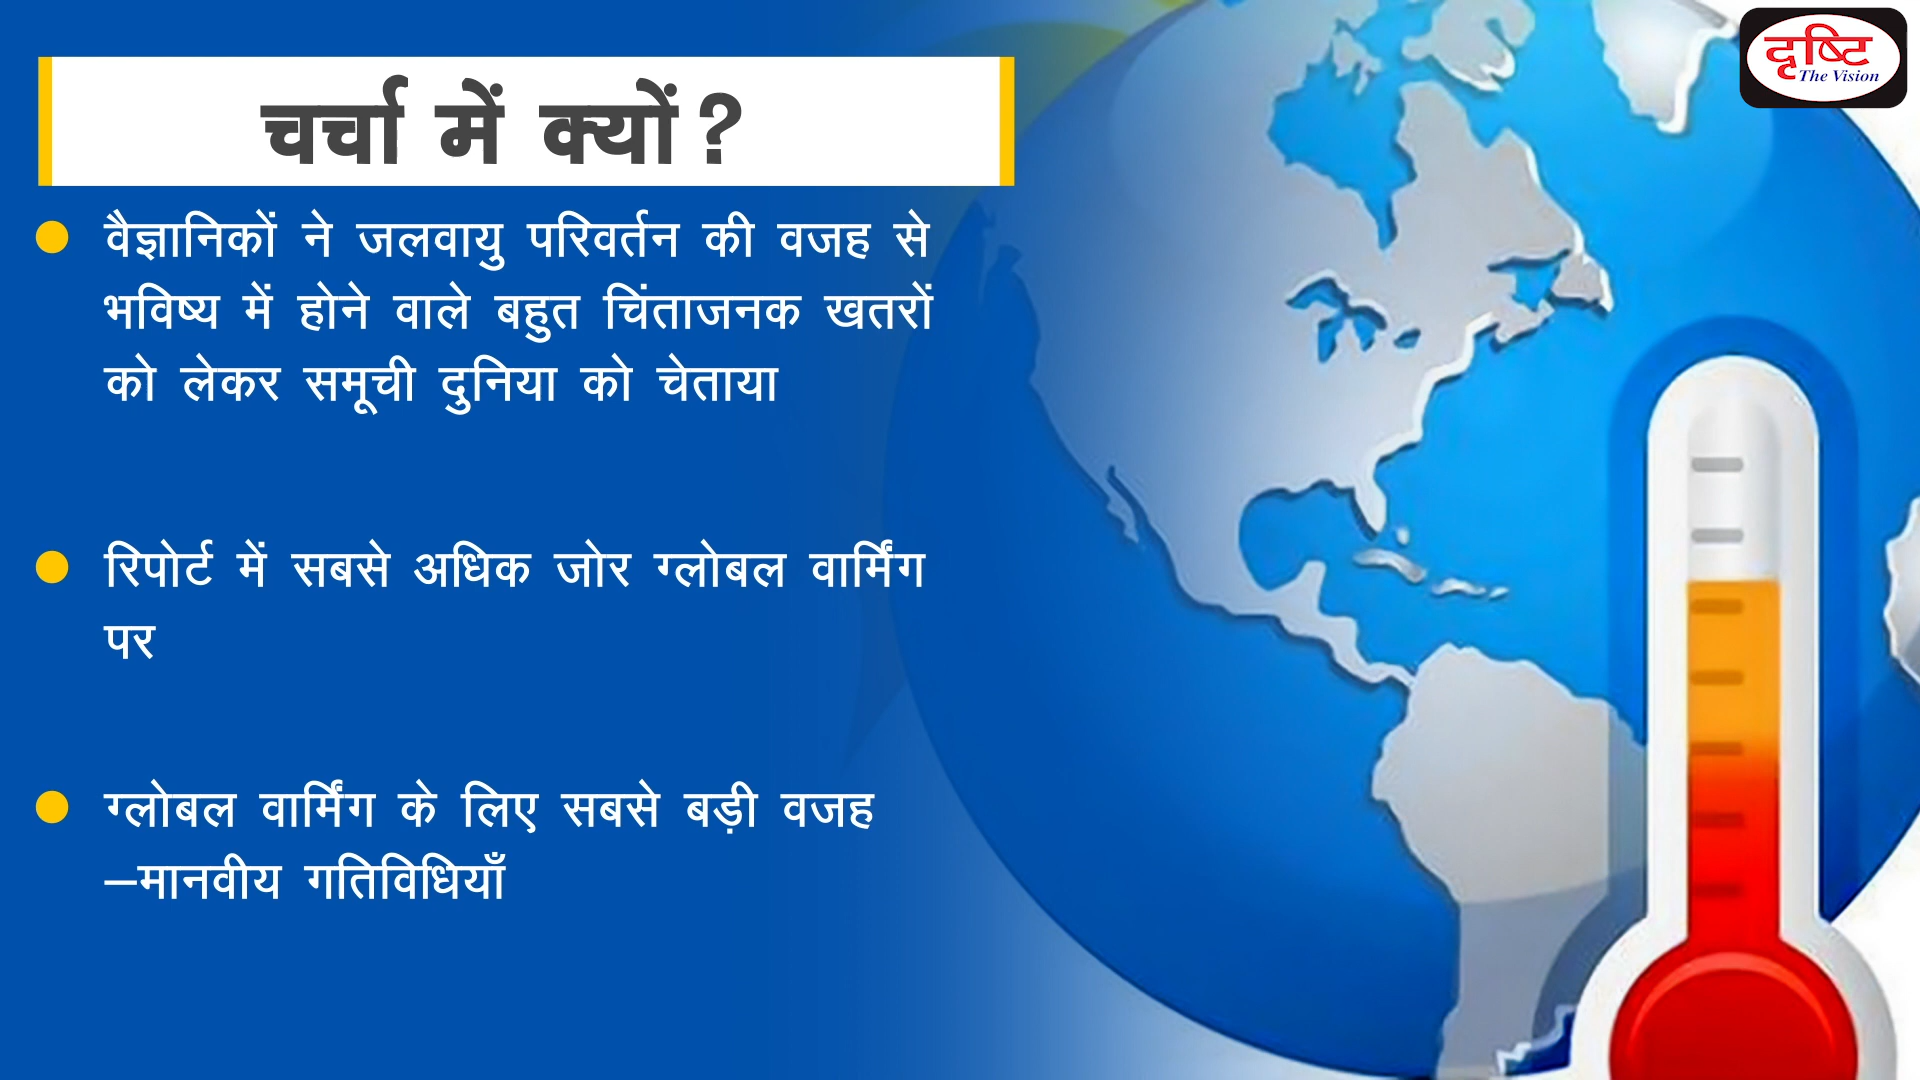 दृष्टि
The Vision
चर्चा में क्यों?
वैज्ञानिकों ने जलवायु परिवर्तन की वजह से
भविष्य में होने वाले बहुत चिंताजनक खतरों
को लेकर समूची दुनिया को चेताया
रिपोर्ट में सबसे अधिक जोर ग्लोबल वार्मिंग
पर
ग्लोबल वार्मिंग के लिए सबसे बड़ी वजह
–मानवीय गतिविधियाँ